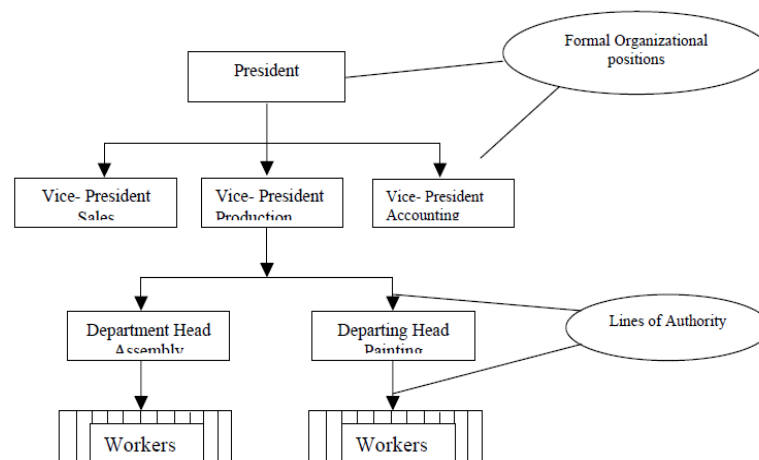 Formal Organizational
positions
President
Vice- President
Sales
Vice- President
Production
Vice- President
Accounting
Department Head
Assembly
Departing Head
Painting
Lines of Authority
Workers
Workers